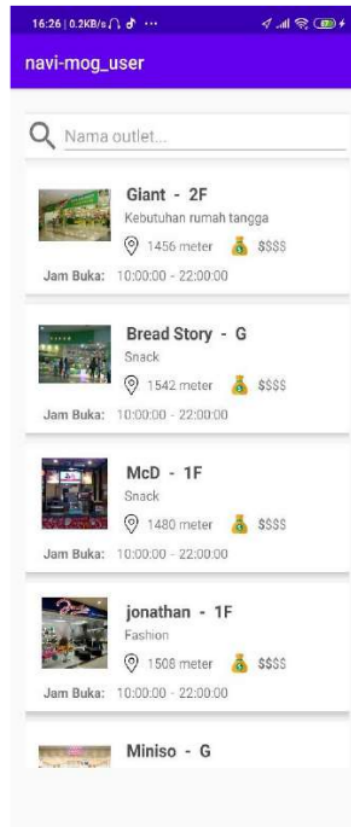 16:26 | 0.2KB/s ...
navi-mog_user
Nama outlet...
Giant - 2F
Kebutuhan rumah tangga
1456 meter $$$$
Jam Buka: 10:00:00 - 22:00:00
Bread Story - G
Snack
1542 meter $$$$
Jam Buka: 10:00:00 - 22:00:00
McD - 1F
Snack
1480 meter $$$$
Jam Buka: 10:00:00 - 22:00:00
jonathan - 1F
Fashion
1508 meter $$$$
Jam Buka: 10:00:00 - 22:00:00
Miniso - G